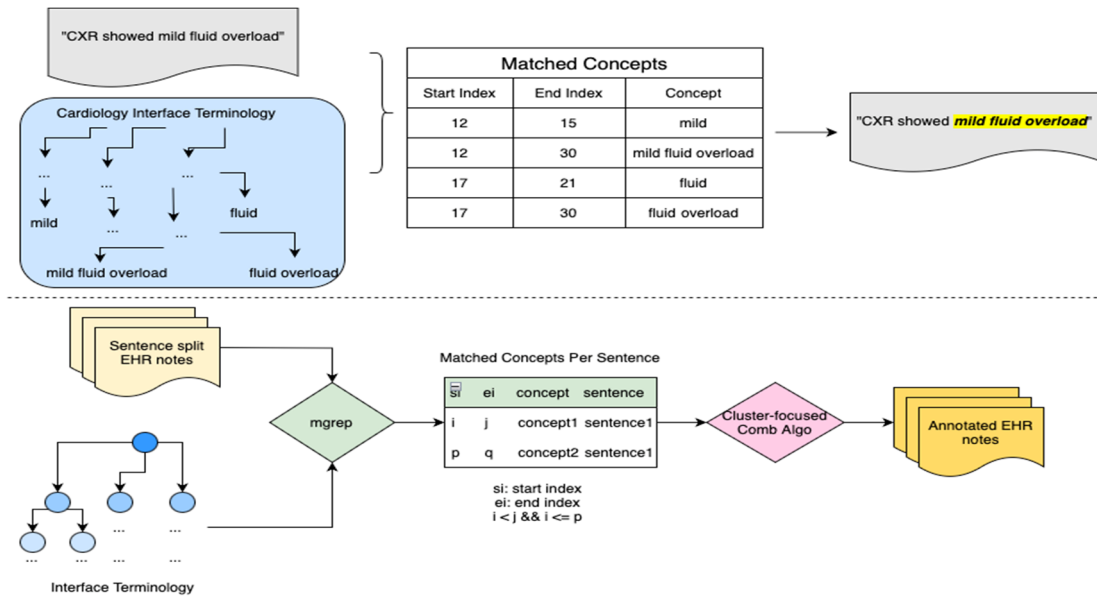 "CXR showed mild fluid overload"
Cardiology Interface Terminology
...
...
...
mild
...
fluid
...
mild fluid overload
fluid overload
Matched Concepts
Start Index End Index Concept
12 15 mild
12 30 mild fluid overload
17 21 fluid
17 30 fluid overload
"CXR showed mild fluid overload"
Sentence split
EHR notes
Interface Terminology
... ...
... ... ... ...
mgrep
Matched Concepts Per Sentence
si ei concept sentence
i j concept1 sentence1
p q concept2 sentence1
si: start index
ei: end index
i < j && i <= p
Cluster-focused
Comb Algo
Annotated EHR
notes